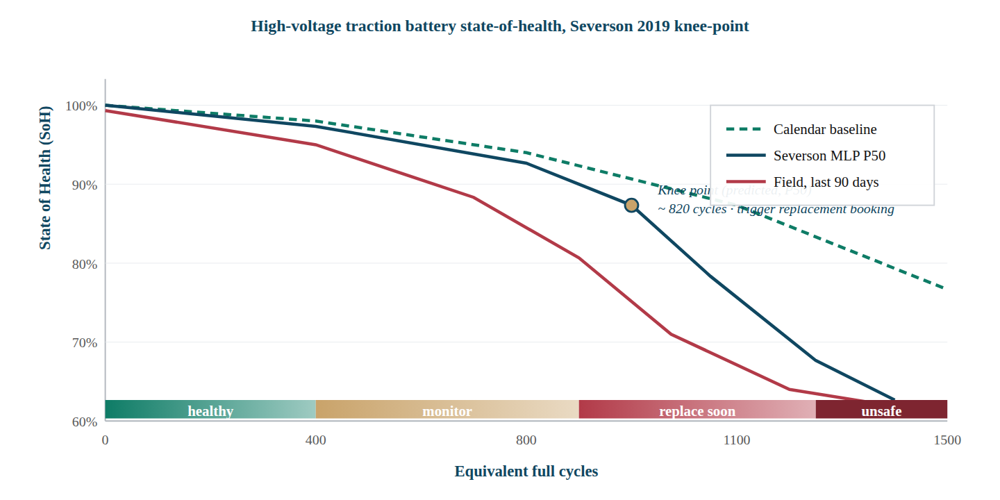 High-voltage traction battery state-of-health, Severson 2019 knee-point
State of Health (SoH)
100%
90%
80%
70%
60%
Calendar baseline
Severson MLP P50
Field, last 90 days
Knee point (predicted, P50)
~ 820 cycles · trigger replacement booking
healthy
monitor
replace soon
unsafe
0
400
800
1100
1500
Equivalent full cycles